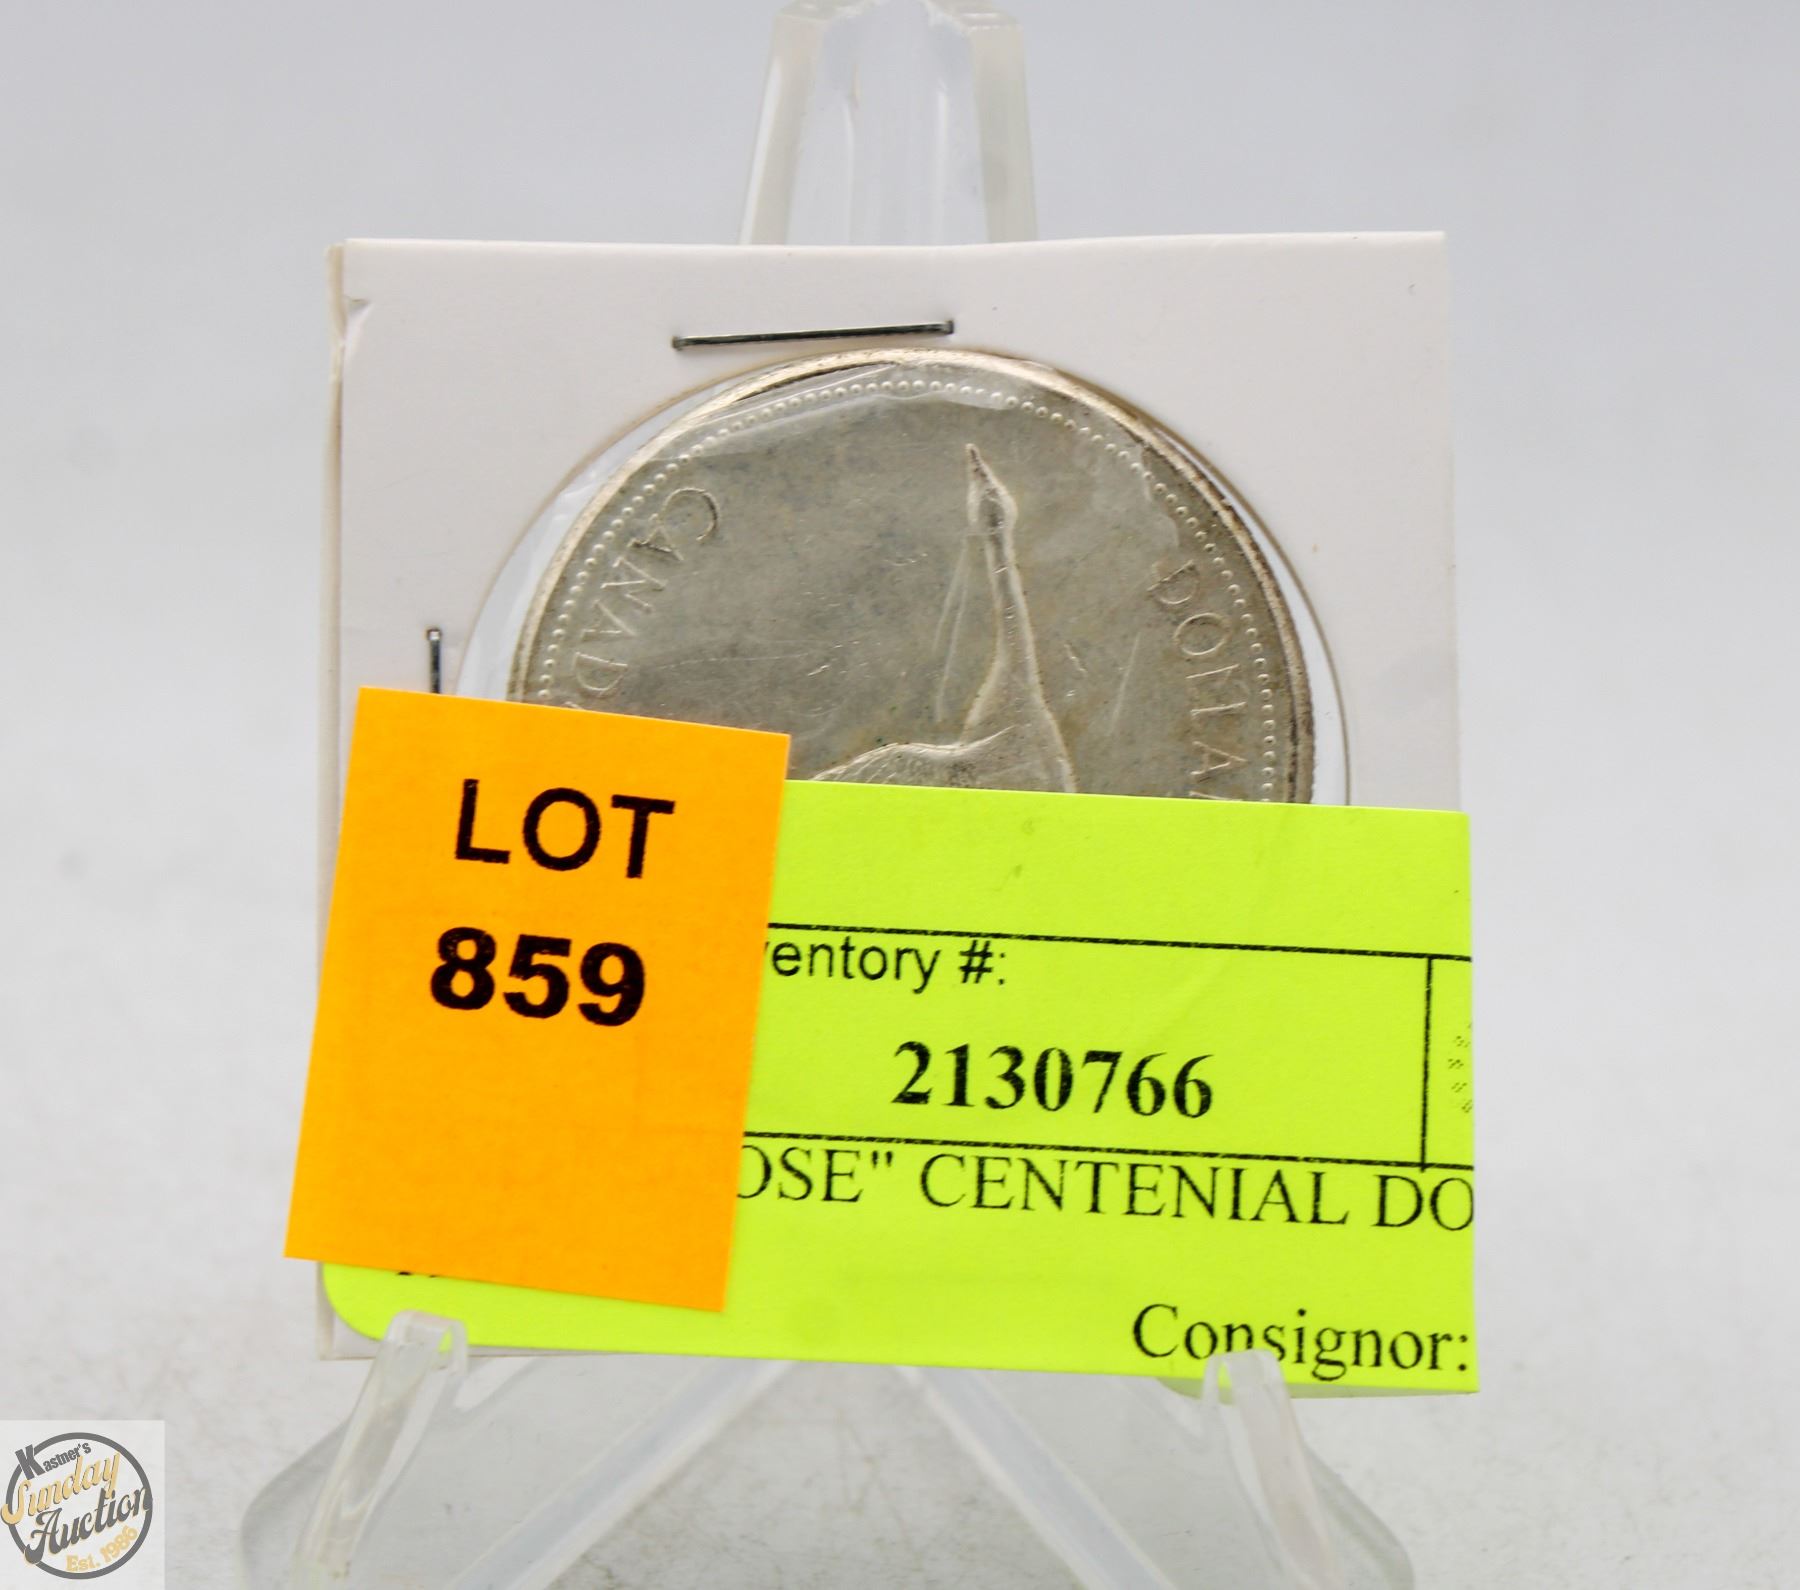 CANADA
DOLLAR
LOT
859
ventory #:
2130766
OSE" CENTENIAL DO
Consignor:
Kastner's
Sunday
Auction
Est. 1986